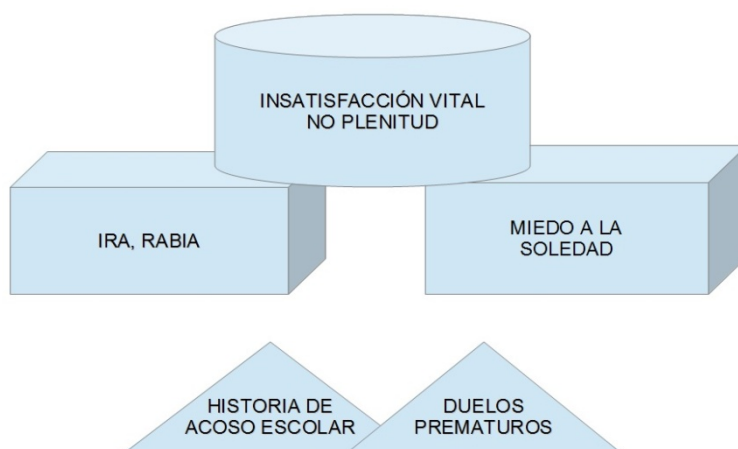 INSATISFACCIÓN VITAL
NO PLENITUD
IRA, RABIA
MIEDO A LA
SOLEDAD
HISTORIA DE
ACOSO ESCOLAR
DUELOS
PREMATUROS